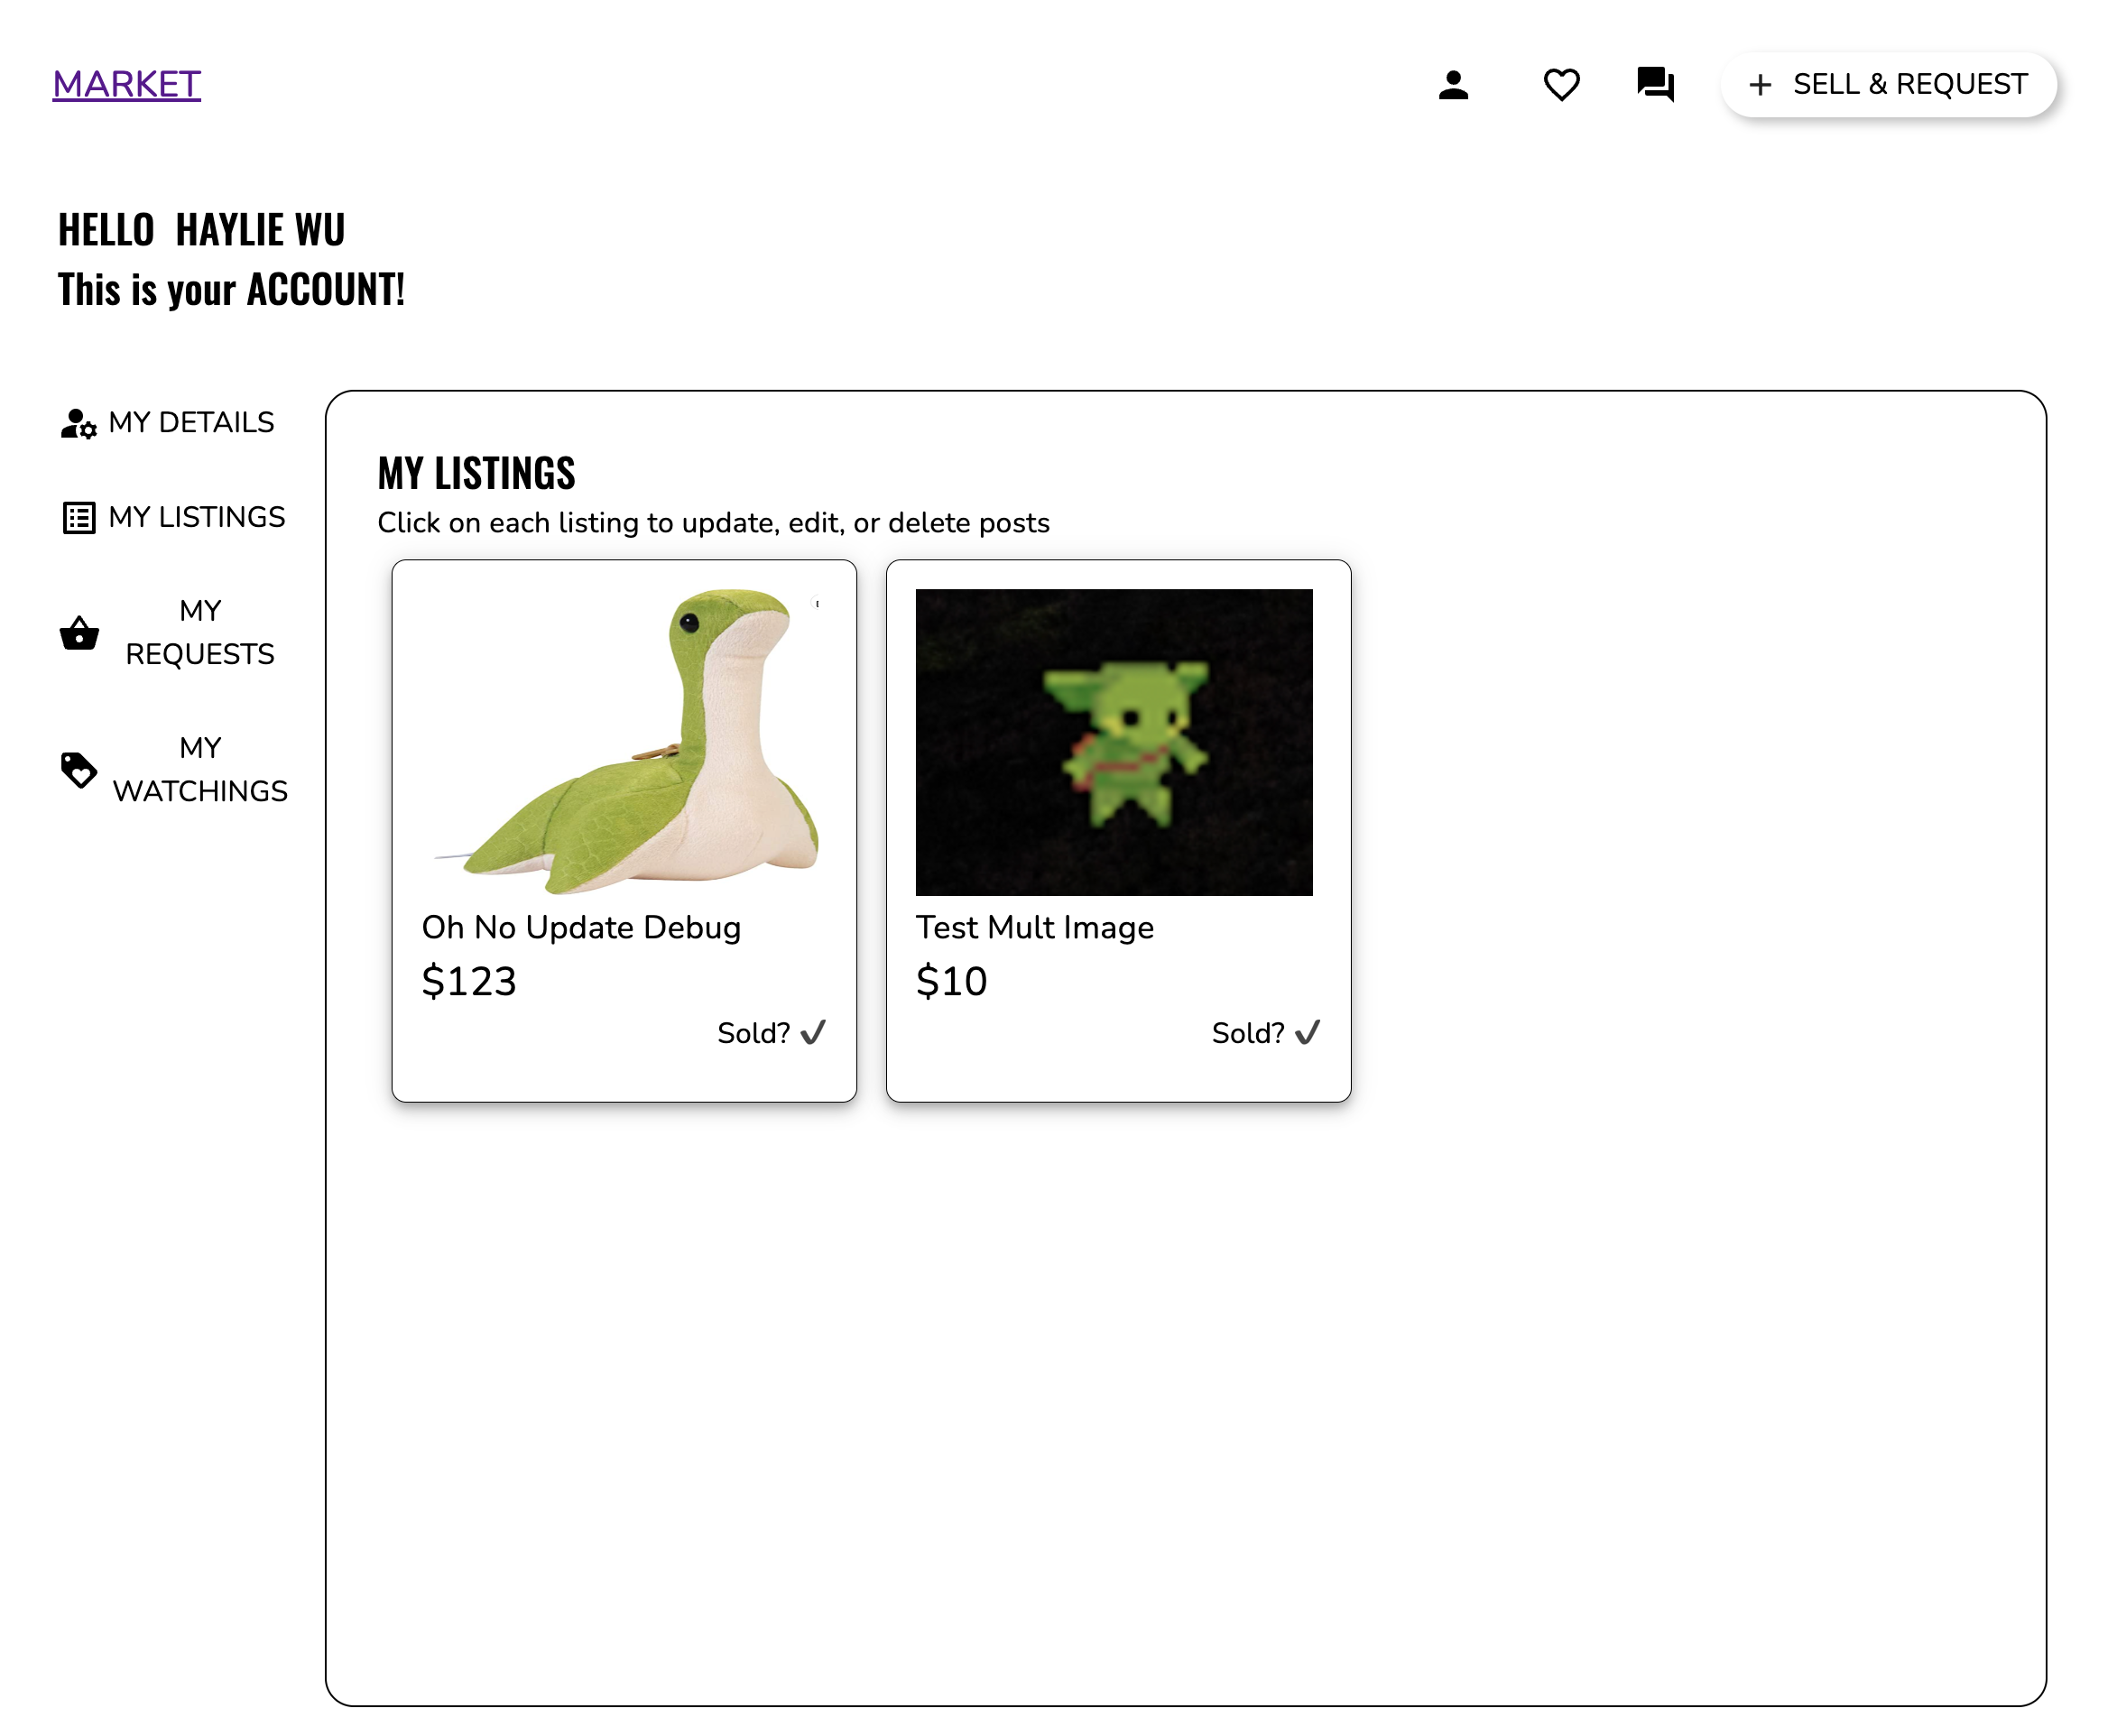 MARKET
SELL & REQUEST
HELLO HAYLIE WU
This is your ACCOUNT!
MY DETAILS
MY LISTINGS
MY
REQUESTS
MY
WATCHINGS
MY LISTINGS
Click on each listing to update, edit, or delete posts
Oh No Update Debug
$123
Sold? ✓
Test Mult Image
$10
Sold? ✓